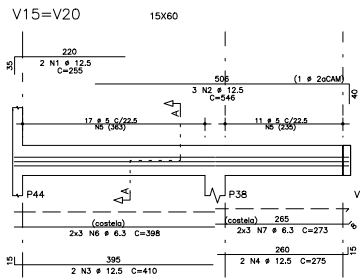 V15=V20 15X60
220
2 N1 ø 12.5
C=255
35
506 (1 ø 2aCAM)
3 N2 ø 12.5
C=546
40
17 ø 5 C/22.5
N5 (363)
11 ø 5 C/22.5
N5 (235)
A
A
P44 P38 V
(costela)
2x3 N6 ø 6.3 C=398
(costela) 265
2x3 N7 ø 6.3 C=273
8
15 395
2 N3 ø 12.5 C=410
260 15
2 N4 ø 12.5 C=275